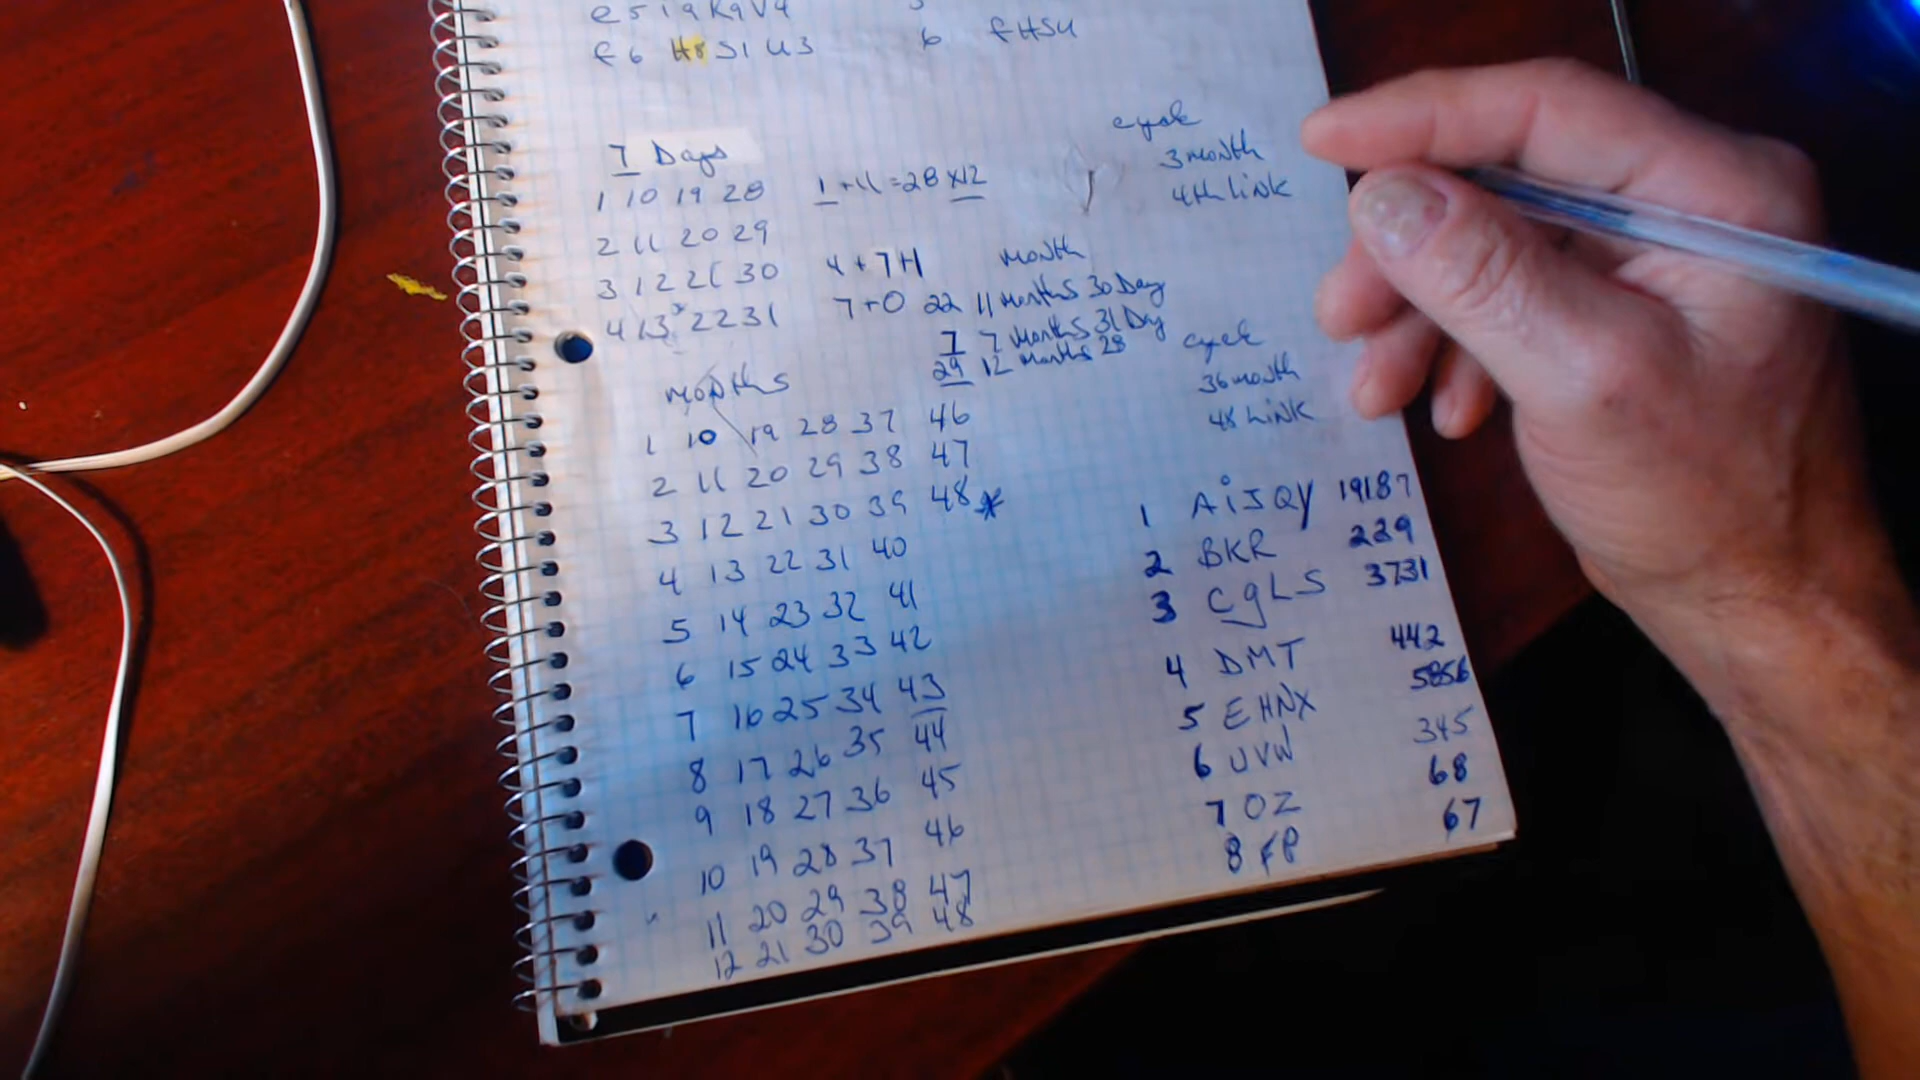 e5i9K9V4
f6 H8 S1 U3 6 fHSU
cycle
3 month
4th Link
7 Days
1 10 19 28 1+11=28 x12
2 11 20 29
3 12 21 30 4+7H month
4 13 22 31 7+0 22 11 months 30 Day
7 7 months 31 Day
29 12 months 28
cycle
36 month
48 Link
months
1 10 19 28 37 46
2 11 20 29 38 47
3 12 21 30 39 48*
4 13 22 31 40
5 14 23 32 41
6 15 24 33 42
7 16 25 34 43
8 17 26 35 44
9 18 27 36 45
10 19 28 37 46
11 20 29 38 47
12 21 30 39 48
1 AiJQY 19187
2 BKR 229
3 CgLS 3731
4 DMT 442
5 EHNX 5856
6 UVW 345
7 OZ 68
8 FP 67